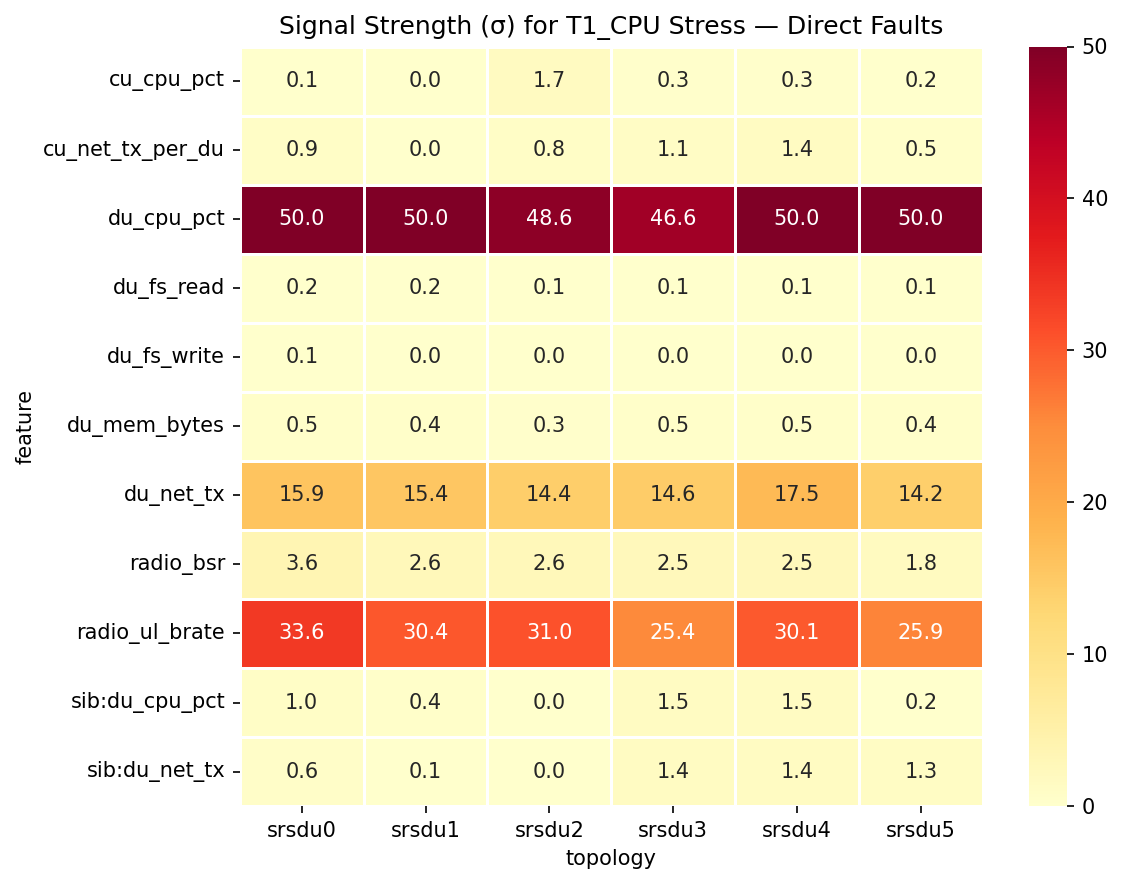 Signal Strength (σ) for T1_CPU Stress — Direct Faults
feature
cu_cpu_pct 0.1 0.0 1.7 0.3 0.3 0.2
cu_net_tx_per_du 0.9 0.0 0.8 1.1 1.4 0.5
du_cpu_pct 50.0 50.0 48.6 46.6 50.0 50.0
du_fs_read 0.2 0.2 0.1 0.1 0.1 0.1
du_fs_write 0.1 0.0 0.0 0.0 0.0 0.0
du_mem_bytes 0.5 0.4 0.3 0.5 0.5 0.4
du_net_tx 15.9 15.4 14.4 14.6 17.5 14.2
radio_bsr 3.6 2.6 2.6 2.5 2.5 1.8
radio_ul_brate 33.6 30.4 31.0 25.4 30.1 25.9
sib:du_cpu_pct 1.0 0.4 0.0 1.5 1.5 0.2
sib:du_net_tx 0.6 0.1 0.0 1.4 1.4 1.3
srsdu0 srsdu1 srsdu2 srsdu3 srsdu4 srsdu5
topology
50
40
30
20
10
0